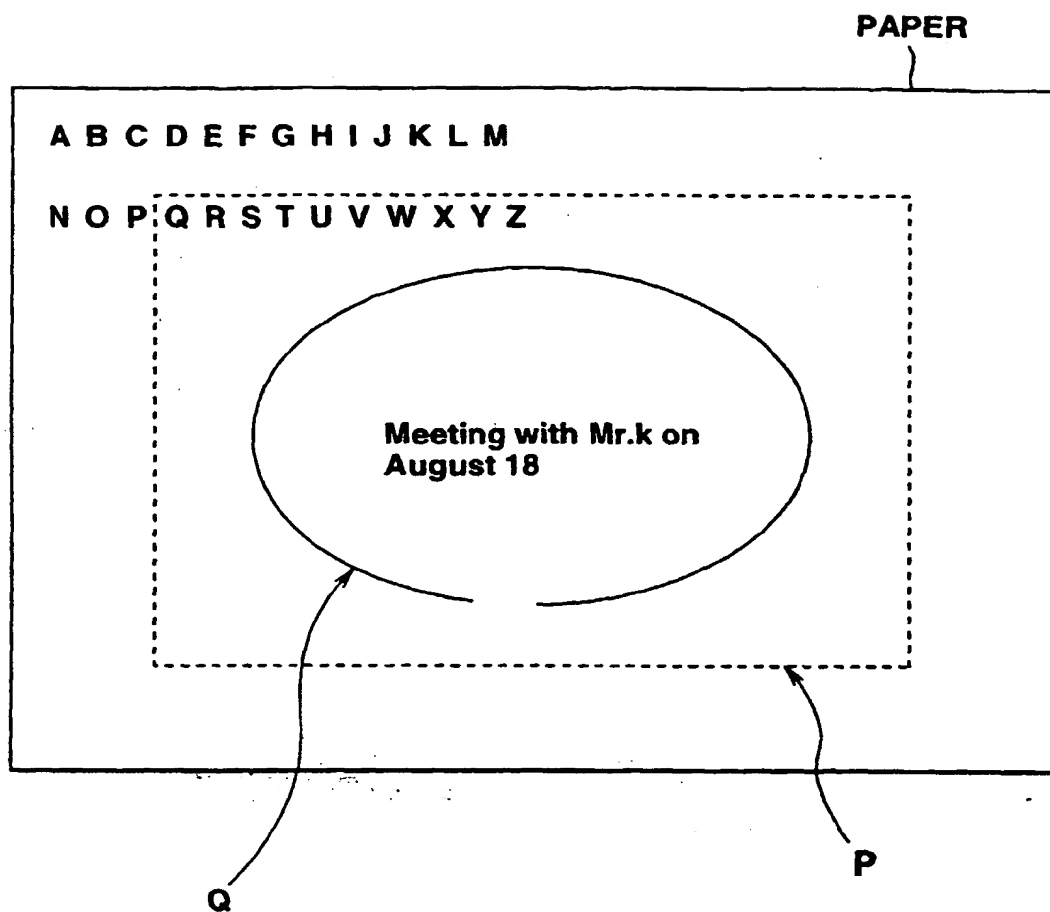 PAPER
A B C D E F G H I J K L M
N O P Q R S T U V W X Y Z
Meeting with Mr.k on
August 18
P
Q